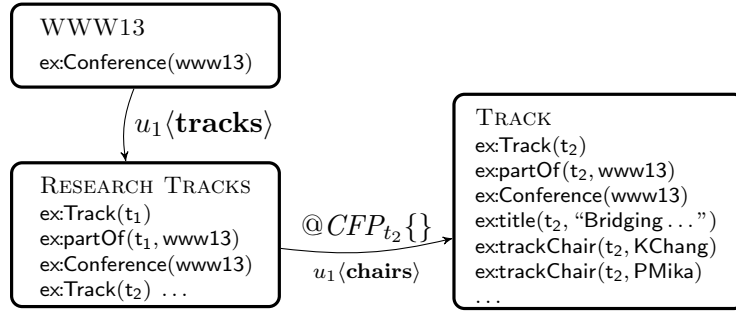 WWW13
ex:Conference(www13)
u₁⟨tracks⟩
RESEARCH TRACKS
ex:Track(t₁)
ex:partOf(t₁, www13)
ex:Conference(www13)
ex:Track(t₂) ...
@CFP_{t₂}{}
u₁⟨chairs⟩
TRACK
ex:Track(t₂)
ex:partOf(t₂, www13)
ex:Conference(www13)
ex:title(t₂, “Bridging ...”)
ex:trackChair(t₂, KChang)
ex:trackChair(t₂, PMika)
...